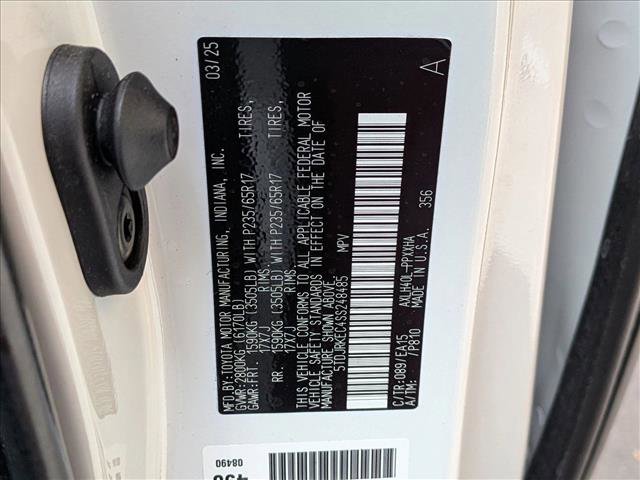 MFD.BY:TOYOTA MOTOR MANUFACTURING, INDIANA, INC. 03/25
GVWR:2800KG(6170LB)
GAWR:FRT. 1590KG(3505LB) WITH P235/65R17 TIRES,
17X7J RIMS
RR. 1590KG(3505LB) WITH P235/65R17 TIRES,
17X7J RIMS
THIS VEHICLE CONFORMS TO ALL APPLICABLE FEDERAL MOTOR
VEHICLE SAFETY STANDARDS IN EFFECT ON THE DATE OF
MANUFACTURE SHOWN ABOVE.
5TDJRKEC4SS248485 MPV
C/TR:089/EA15 AXLH40L-PPXXHA
A/TM: /P810 MADE IN U.S.A. 356
A
08490